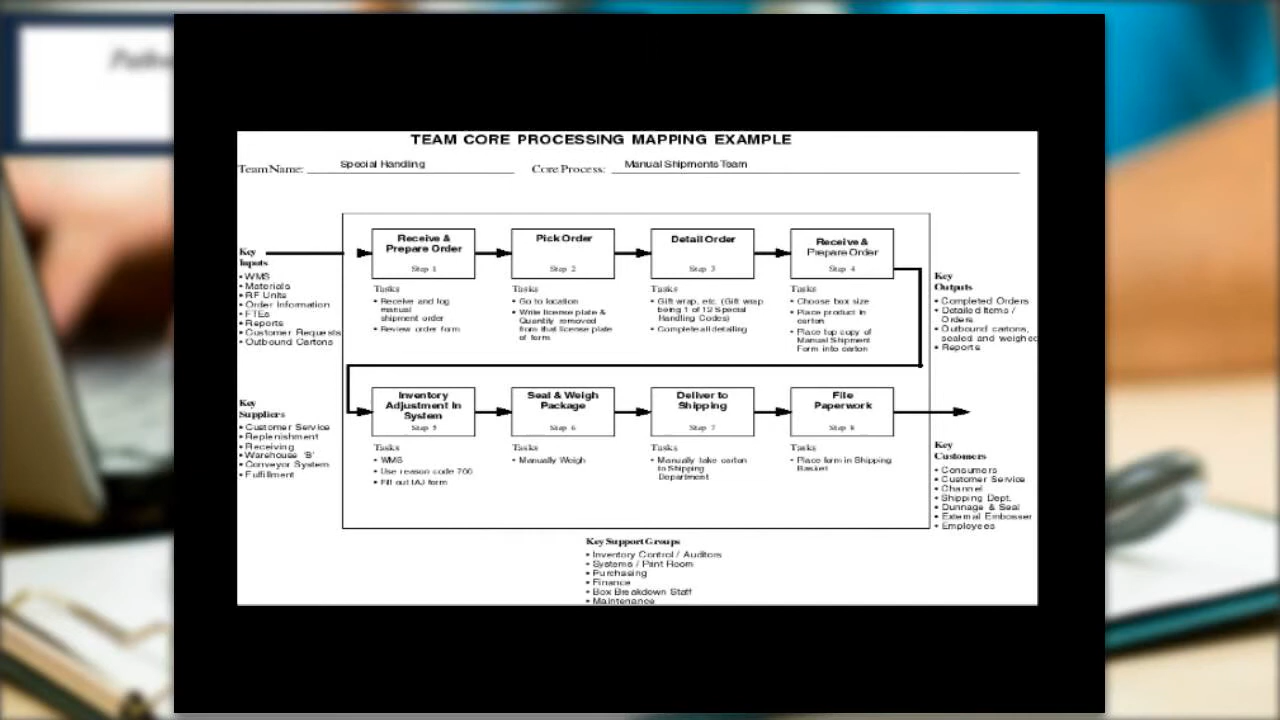 TEAM CORE PROCESSING MAPPING EXAMPLE
Team Name: Special Handling
Core Process: Manual Shipments Team
Key
Inputs
• WMS
• Materials
• RF Units
• Order Information
• FTEs
• Reports
• Customer Requests
• Outbound Cartons
Receive &
Prepare Order
Step 1
Tasks
• Receive and log
manual
shipment order
• Review order form
Pick Order
Step 2
Tasks
• Go to location
• Write license plate &
Quantity removed
from that license plate
of form
Detail Order
Step 3
Tasks
• Gift wrap, etc. (Gift wrap
being 1 of 12 Special
Handling Codes)
• Complete all detailing
Receive &
Prepare Order
Step 4
Tasks
• Choose box size
• Place product in
carton
• Place top copy of
Manual Shipment
Form into carton
Key
Outputs
• Completed Orders
• Detailed Items /
Orders
• Outbound cartons,
sealed and weighed
• Reports
Key
Suppliers
• Customer Service
• Replenishment
• Receiving
• Warehouse 'B'
• Conveyor System
• Fulfillment
Inventory
Adjustment In
System
Step 5
Tasks
• WMS
• Use reason code 700
• Fill out IAJ form
Seal & Weigh
Package
Step 6
Tasks
• Manually Weigh
Deliver to
Shipping
Step 7
Tasks
• Manually take carton
to Shipping
Department
File
Paperwork
Step 8
Tasks
• Place form in Shipping
Basket
Key
Customers
• Consumers
• Customer Service
• Channel
• Shipping Dept.
• Dunnage & Seal
• External Embosser
• Employees
Key Support Groups
• Inventory Control / Auditors
• Systems / Print Room
• Purchasing
• Finance
• Box Breakdown Staff
• Maintenance